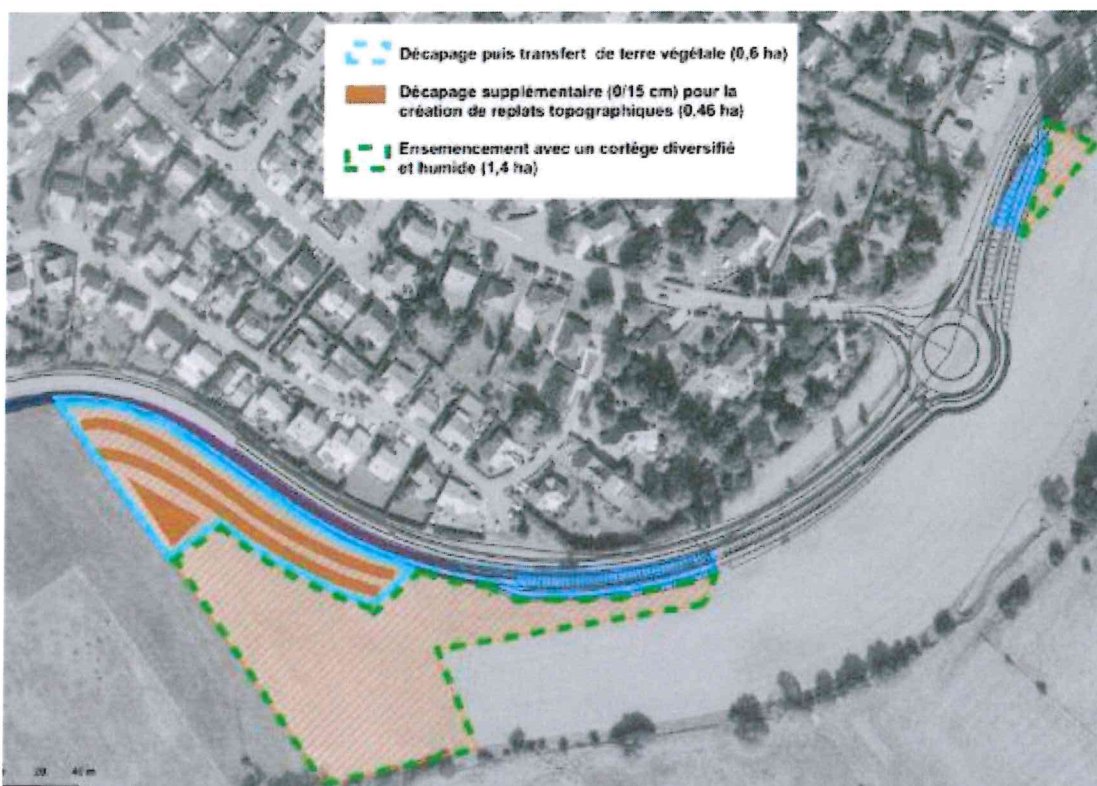 Décapage puis transfert de terre végétale (0,6 ha)
Décapage supplémentaire (0/15 cm) pour la
création de replats topographiques (0,46 ha)
Ensemencement avec un cortège diversifié
et humide (1,4 ha)
20 40 m